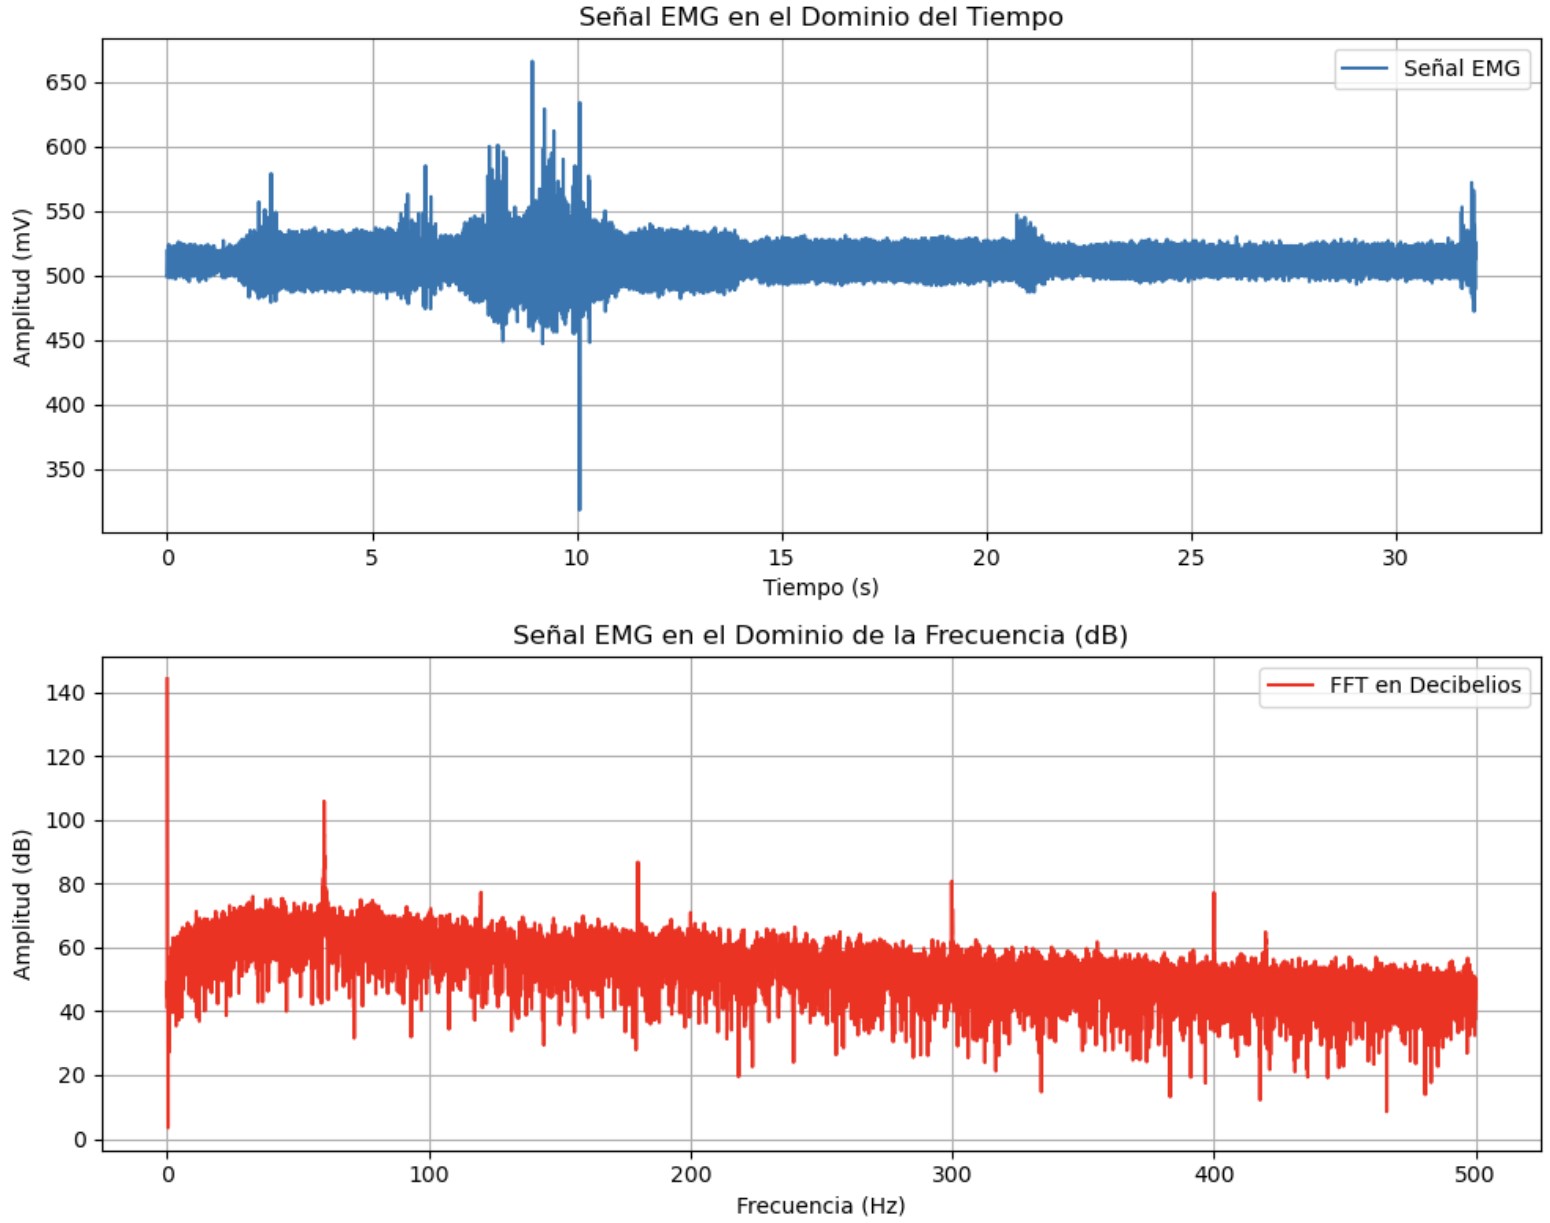 Señal EMG en el Dominio del Tiempo
Señal EMG
650
600
550
500
450
400
350
Amplitud (mV)
0 5 10 15 20 25 30
Tiempo (s)
Señal EMG en el Dominio de la Frecuencia (dB)
FFT en Decibelios
140
120
100
80
60
40
20
0
Amplitud (dB)
0 100 200 300 400 500
Frecuencia (Hz)